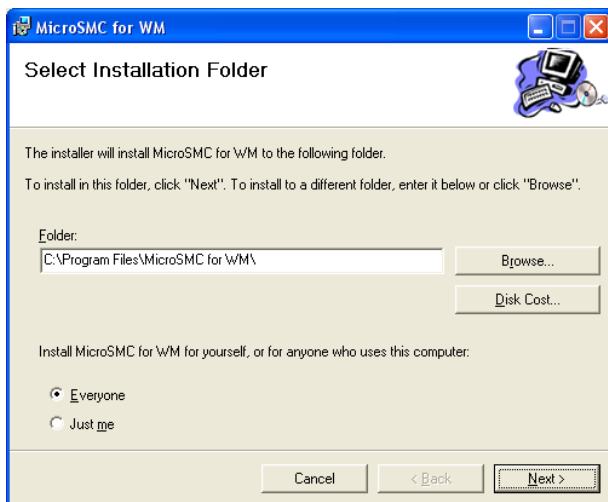 MicroSMC for WM
Select Installation Folder
The installer will install MicroSMC for WM to the following folder.
To install in this folder, click "Next". To install to a different folder, enter it below or click "Browse".
Folder:
C:\Program Files\MicroSMC for WM\
Browse...
Disk Cost...
Install MicroSMC for WM for yourself, or for anyone who uses this computer:
Everyone
Just me
Cancel < Back Next >